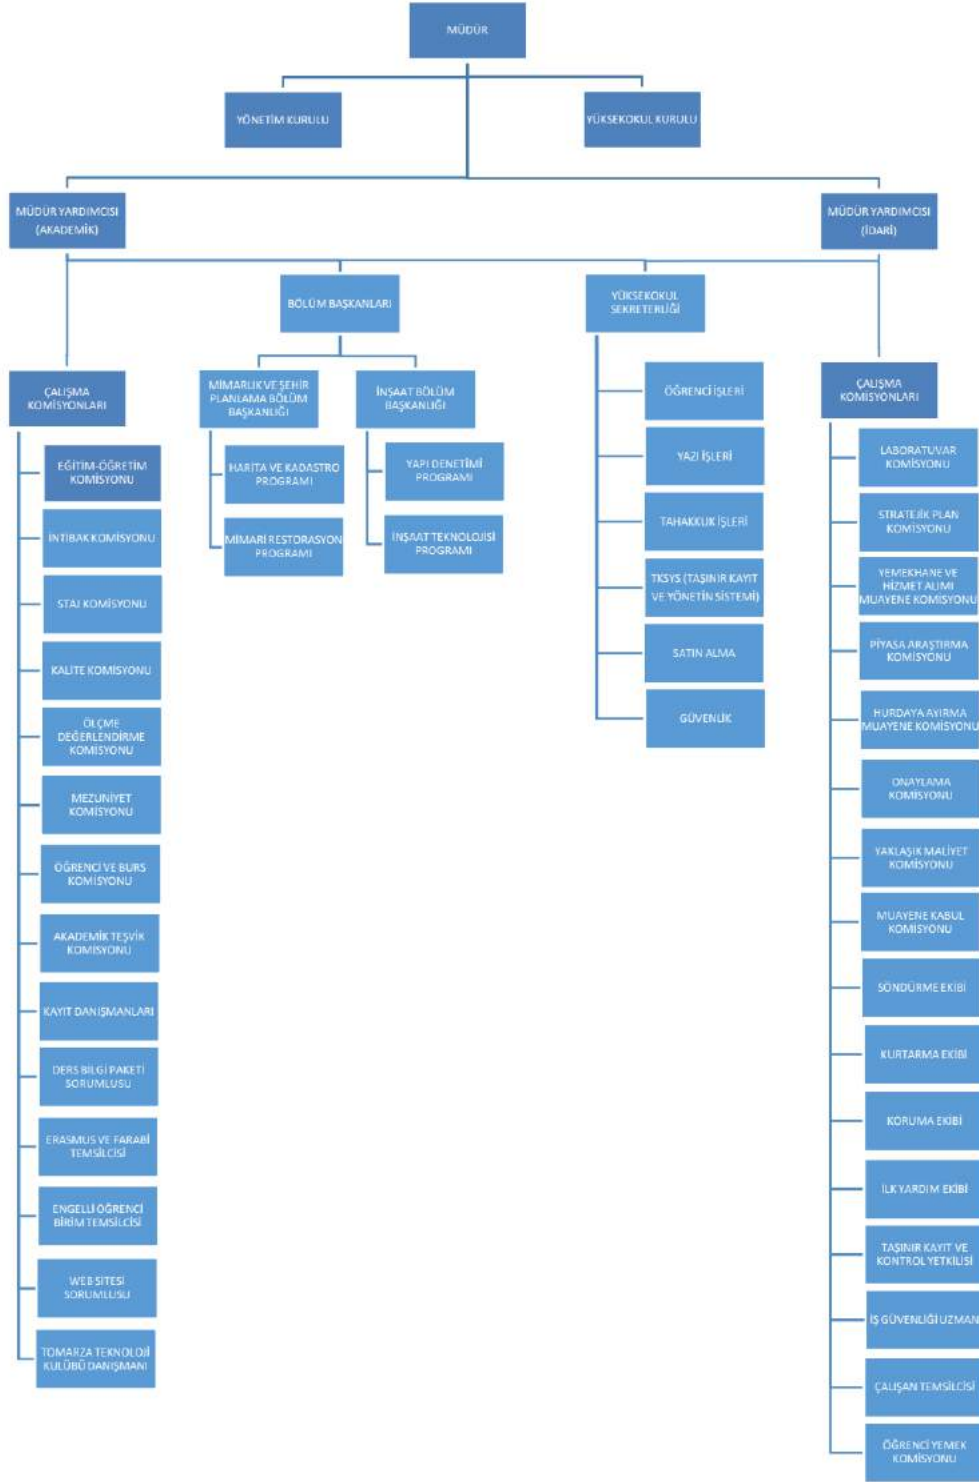 MÜDÜR
YÖNETİM KURULU
YÜKSEKOKUL KURULU
MÜDÜR YARDIMCISI
(AKADEMİK)
MÜDÜR YARDIMCISI
(İDARİ)
BÖLÜM BAŞKANLARI
YÜKSEKOKUL
SEKRETERLİĞİ
ÇALIŞMA
KOMİSYONLARI
MİMARLIK VE ŞEHİR
PLANLAMA BÖLÜM
BAŞKANLIĞI
İNŞAAT BÖLÜM
BAŞKANLIĞI
ÇALIŞMA
KOMİSYONLARI
EĞİTİM-ÖĞRETİM
KOMİSYONU
İNTİBAK KOMİSYONU
STAJ KOMİSYONU
KALİTE KOMİSYONU
ÖLÇME
DEĞERLENDİRME
KOMİSYONU
MEZUNİYET
KOMİSYONU
ÖĞRENCİ VE BURS
KOMİSYONU
AKADEMİK TEŞVİK
KOMİSYONU
KAYIT DANIŞMANLARI
DERS BİLGİ PAKETİ
SORUMLUSU
ERASMUS VE FARABİ
TEMSİLCİSİ
ENGELLİ ÖĞRENCİ
BİRİM TEMSİLCİSİ
WEB SİTESİ
SORUMLUSU
TOMARZA TEKNOLOJİ
KULÜBÜ DANIŞMANI
HARİTA VE KADASTRO
PROGRAMI
MİMARİ RESTORASYON
PROGRAMI
YAPI DENETİMİ
PROGRAMI
İNŞAAT TEKNOLOJİSİ
PROGRAMI
ÖĞRENCİ İŞLERİ
YAZI İŞLERİ
TAHAKKUK İŞLERİ
TKSYS (TAŞINIR KAYIT
VE YÖNETİN SİSTEMİ)
SATIN ALMA
GÜVENLİK
LABORATUVAR
KOMİSYONU
STRATEJİK PLAN
KOMİSYONU
YEMEKHANE VE
HİZMET ALIMI
MUAYENE KOMİSYONU
PİYASA ARAŞTIRMA
KOMİSYONU
HURDAYA AYIRMA
MUAYENE KOMİSYONU
ONAYLAMA
KOMİSYONU
YAKLAŞIK MALİYET
KOMİSYONU
MUAYENE KABUL
KOMİSYONU
SÖNDÜRME EKİBİ
KURTARMA EKİBİ
KORUMA EKİBİ
İLK YARDIM EKİBİ
TAŞINIR KAYIT VE
KONTROL YETKİLİSİ
İŞ GÜVENLİĞİ UZMAN
ÇALIŞAN TEMSİLCİSİ
ÖĞRENCİ YEMEK
KOMİSYONU